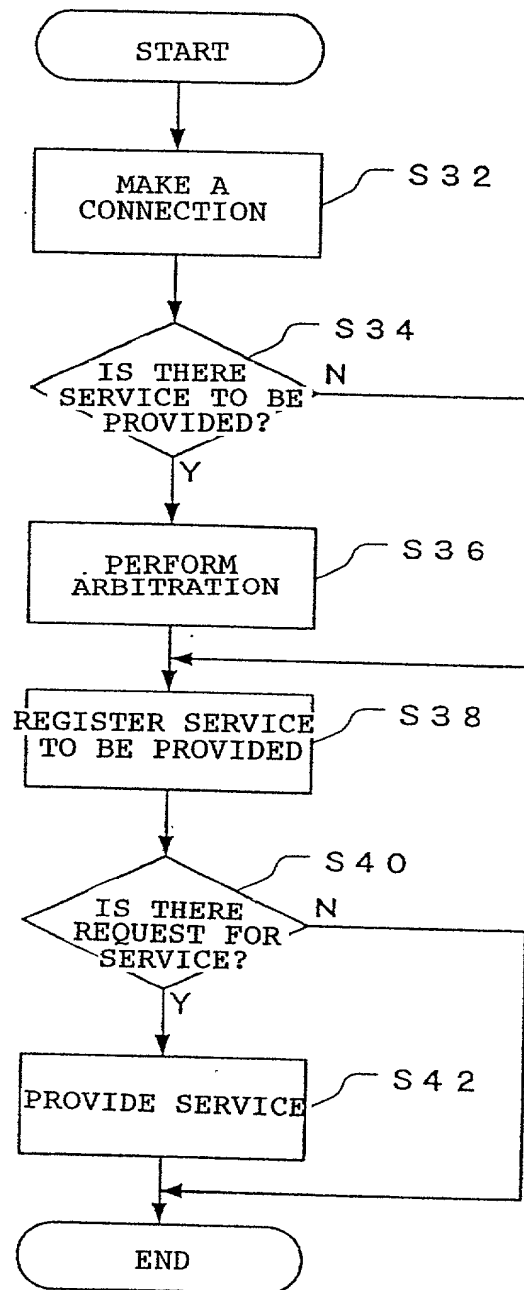 START
S32
MAKE A
CONNECTION
S34
IS THERE
SERVICE TO BE
PROVIDED?
N
Y
S36
PERFORM
ARBITRATION
S38
REGISTER SERVICE
TO BE PROVIDED
S40
IS THERE
REQUEST FOR
SERVICE?
N
Y
S42
PROVIDE SERVICE
END